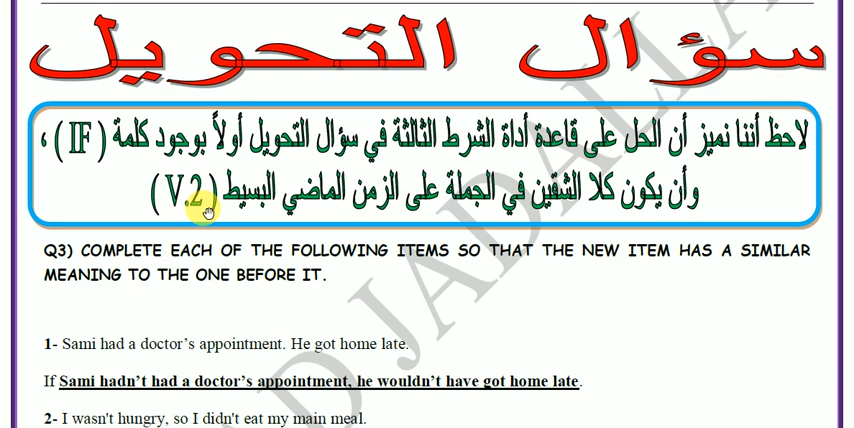 سؤال التحويل
لاحظ أننا نميز أن الحل على قاعدة أداة الشرط الثالثة في سؤال التحويل أولاً بوجود كلمة ( IF ) ،
وأن يكون كلا الشقين في الجملة على الزمن الماضي البسيط ( V.2 )
Q3) COMPLETE EACH OF THE FOLLOWING ITEMS SO THAT THE NEW ITEM HAS A SIMILAR
MEANING TO THE ONE BEFORE IT.
1- Sami had a doctor’s appointment. He got home late.
If Sami hadn’t had a doctor’s appointment, he wouldn’t have got home late.
2- I wasn't hungry, so I didn't eat my main meal.